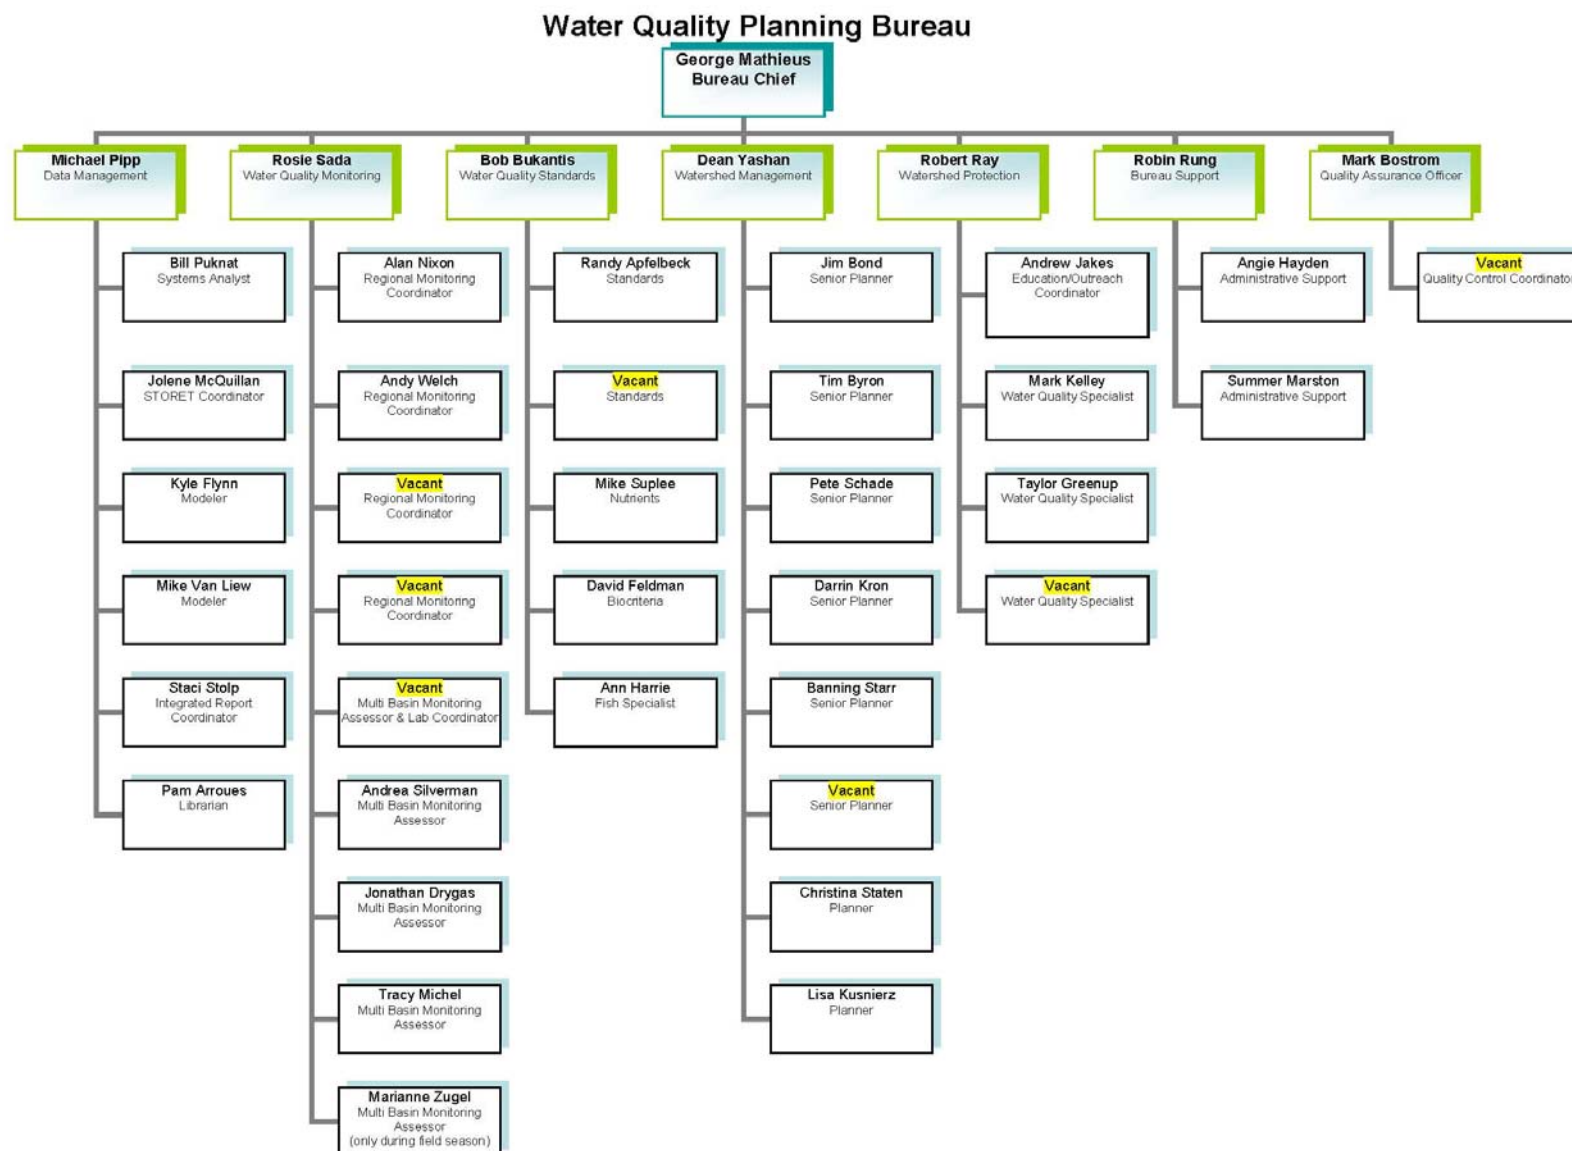 Water Quality Planning Bureau
George Mathieus
Bureau Chief
Michael Pipp
Data Management
Rosie Sada
Water Quality Monitoring
Bob Bukantis
Water Quality Standards
Dean Yashan
Watershed Management
Robert Ray
Watershed Protection
Robin Rung
Bureau Support
Mark Bostrom
Quality Assurance Officer
Bill Puknat
Systems Analyst
Jolene McQuillan
STORET Coordinator
Kyle Flynn
Modeler
Mike Van Liew
Modeler
Staci Stolp
Integrated Report
Coordinator
Pam Arroues
Librarian
Alan Nixon
Regional Monitoring
Coordinator
Andy Welch
Regional Monitoring
Coordinator
Vacant
Regional Monitoring
Coordinator
Vacant
Regional Monitoring
Coordinator
Vacant
Multi Basin Monitoring
Assessor & Lab Coordinator
Andrea Silverman
Multi Basin Monitoring
Assessor
Jonathan Drygas
Multi Basin Monitoring
Assessor
Tracy Michel
Multi Basin Monitoring
Assessor
Marianne Zugel
Multi Basin Monitoring
Assessor
(only during field season)
Randy Apfelbeck
Standards
Vacant
Standards
Mike Suplee
Nutrients
David Feldman
Biocriteria
Ann Harrie
Fish Specialist
Jim Bond
Senior Planner
Tim Byron
Senior Planner
Pete Schade
Senior Planner
Darrin Kron
Senior Planner
Banning Starr
Senior Planner
Vacant
Senior Planner
Christina Staten
Planner
Lisa Kusnierz
Planner
Andrew Jakes
Education/Outreach
Coordinator
Mark Kelley
Water Quality Specialist
Taylor Greenup
Water Quality Specialist
Vacant
Water Quality Specialist
Angie Hayden
Administrative Support
Summer Marston
Administrative Support
Vacant
Quality Control Coordinator